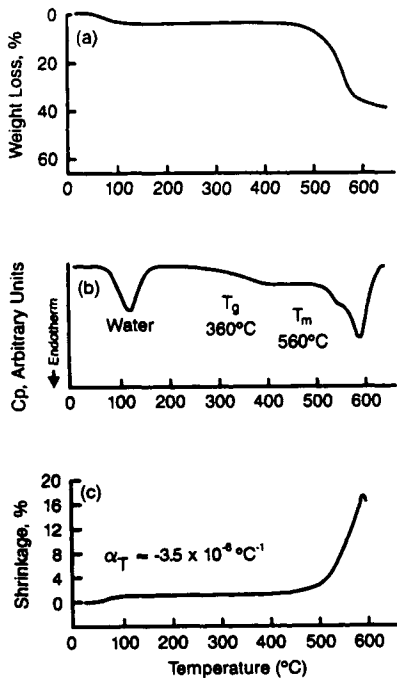 (a)
Weight Loss, %
0
20
40
60
0 100 200 300 400 500 600
(b)
Cp, Arbitrary Units
Endotherm
Water
Tg
360°C
Tm
560°C
0 100 200 300 400 500 600
(c)
Shrinkage, %
20
16
12
8
4
0
αT = -3.5 x 10-6 °C-1
0 100 200 300 400 500 600
Temperature (°C)